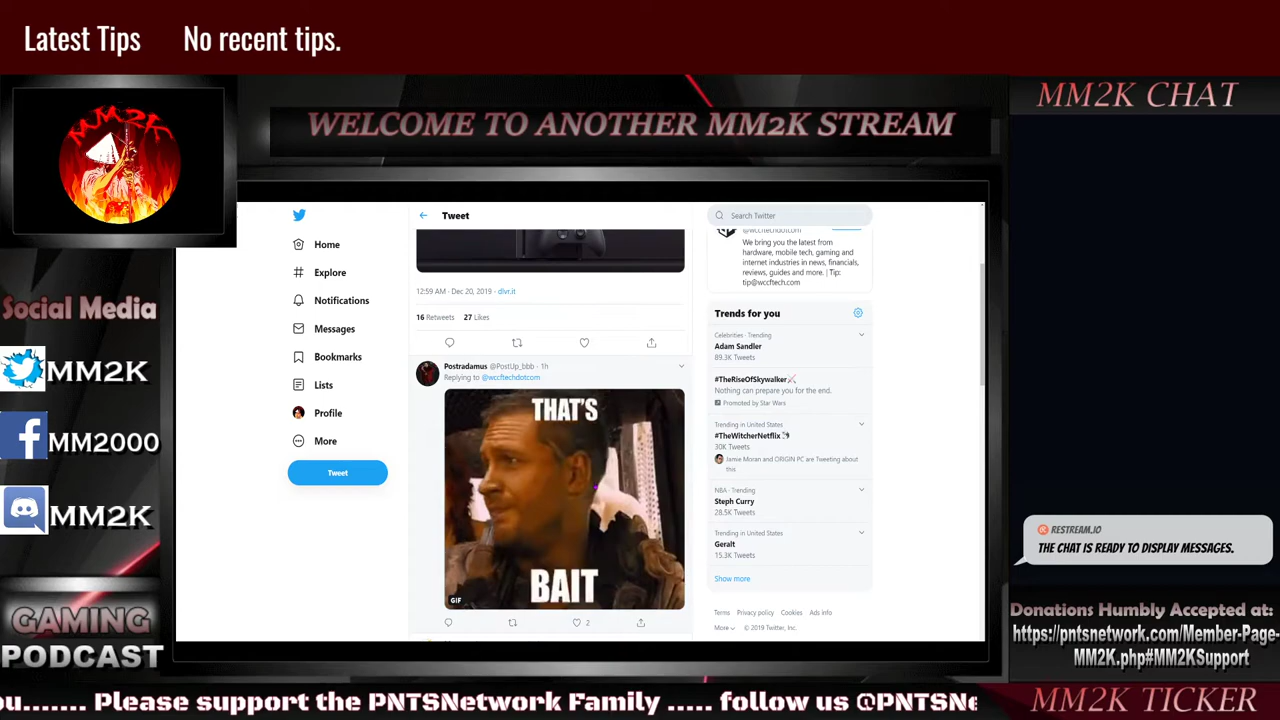 Latest Tips No recent tips.
MM2K
WELCOME TO ANOTHER MM2K STREAM
MM2K CHAT
Social Media
MM2K
MM2000
MM2K
GAMING
PODCAST
Home
Explore
Notifications
Messages
Bookmarks
Lists
Profile
More
Tweet
Tweet
12:59 AM · Dec 20, 2019 · dlvr.it
16 Retweets 27 Likes
Postradamus @PostUp_bbb · 1h
Replying to @wccftechdotcom
THAT'S
BAIT
GIF
2
Search Twitter
@wccftechdotcom
We bring you the latest from
hardware, mobile tech, gaming and
internet industries in news, financials,
reviews, guides and more. | Tip:
tip@wccftech.com
Trends for you
Celebrities · Trending
Adam Sandler
89.3K Tweets
#TheRiseOfSkywalker
Nothing can prepare you for the end.
Promoted by Star Wars
Trending in United States
#TheWitcherNetflix
30K Tweets
Jamie Moran and ORIGIN PC are Tweeting about
this
NBA · Trending
Steph Curry
28.5K Tweets
Trending in United States
Geralt
15.3K Tweets
Show more
Terms Privacy policy Cookies Ads info
More © 2019 Twitter, Inc.
RESTREAM.IO
THE CHAT IS READY TO DISPLAY MESSAGES.
Donations Humbly Accepted at:
https://pntsnetwork.com/Member-Page-
MM2K.php#MM2KSupport
ou....... Please support the PNTSNetwork Family ..... follow us @PNTSNe
MM2K TICKER